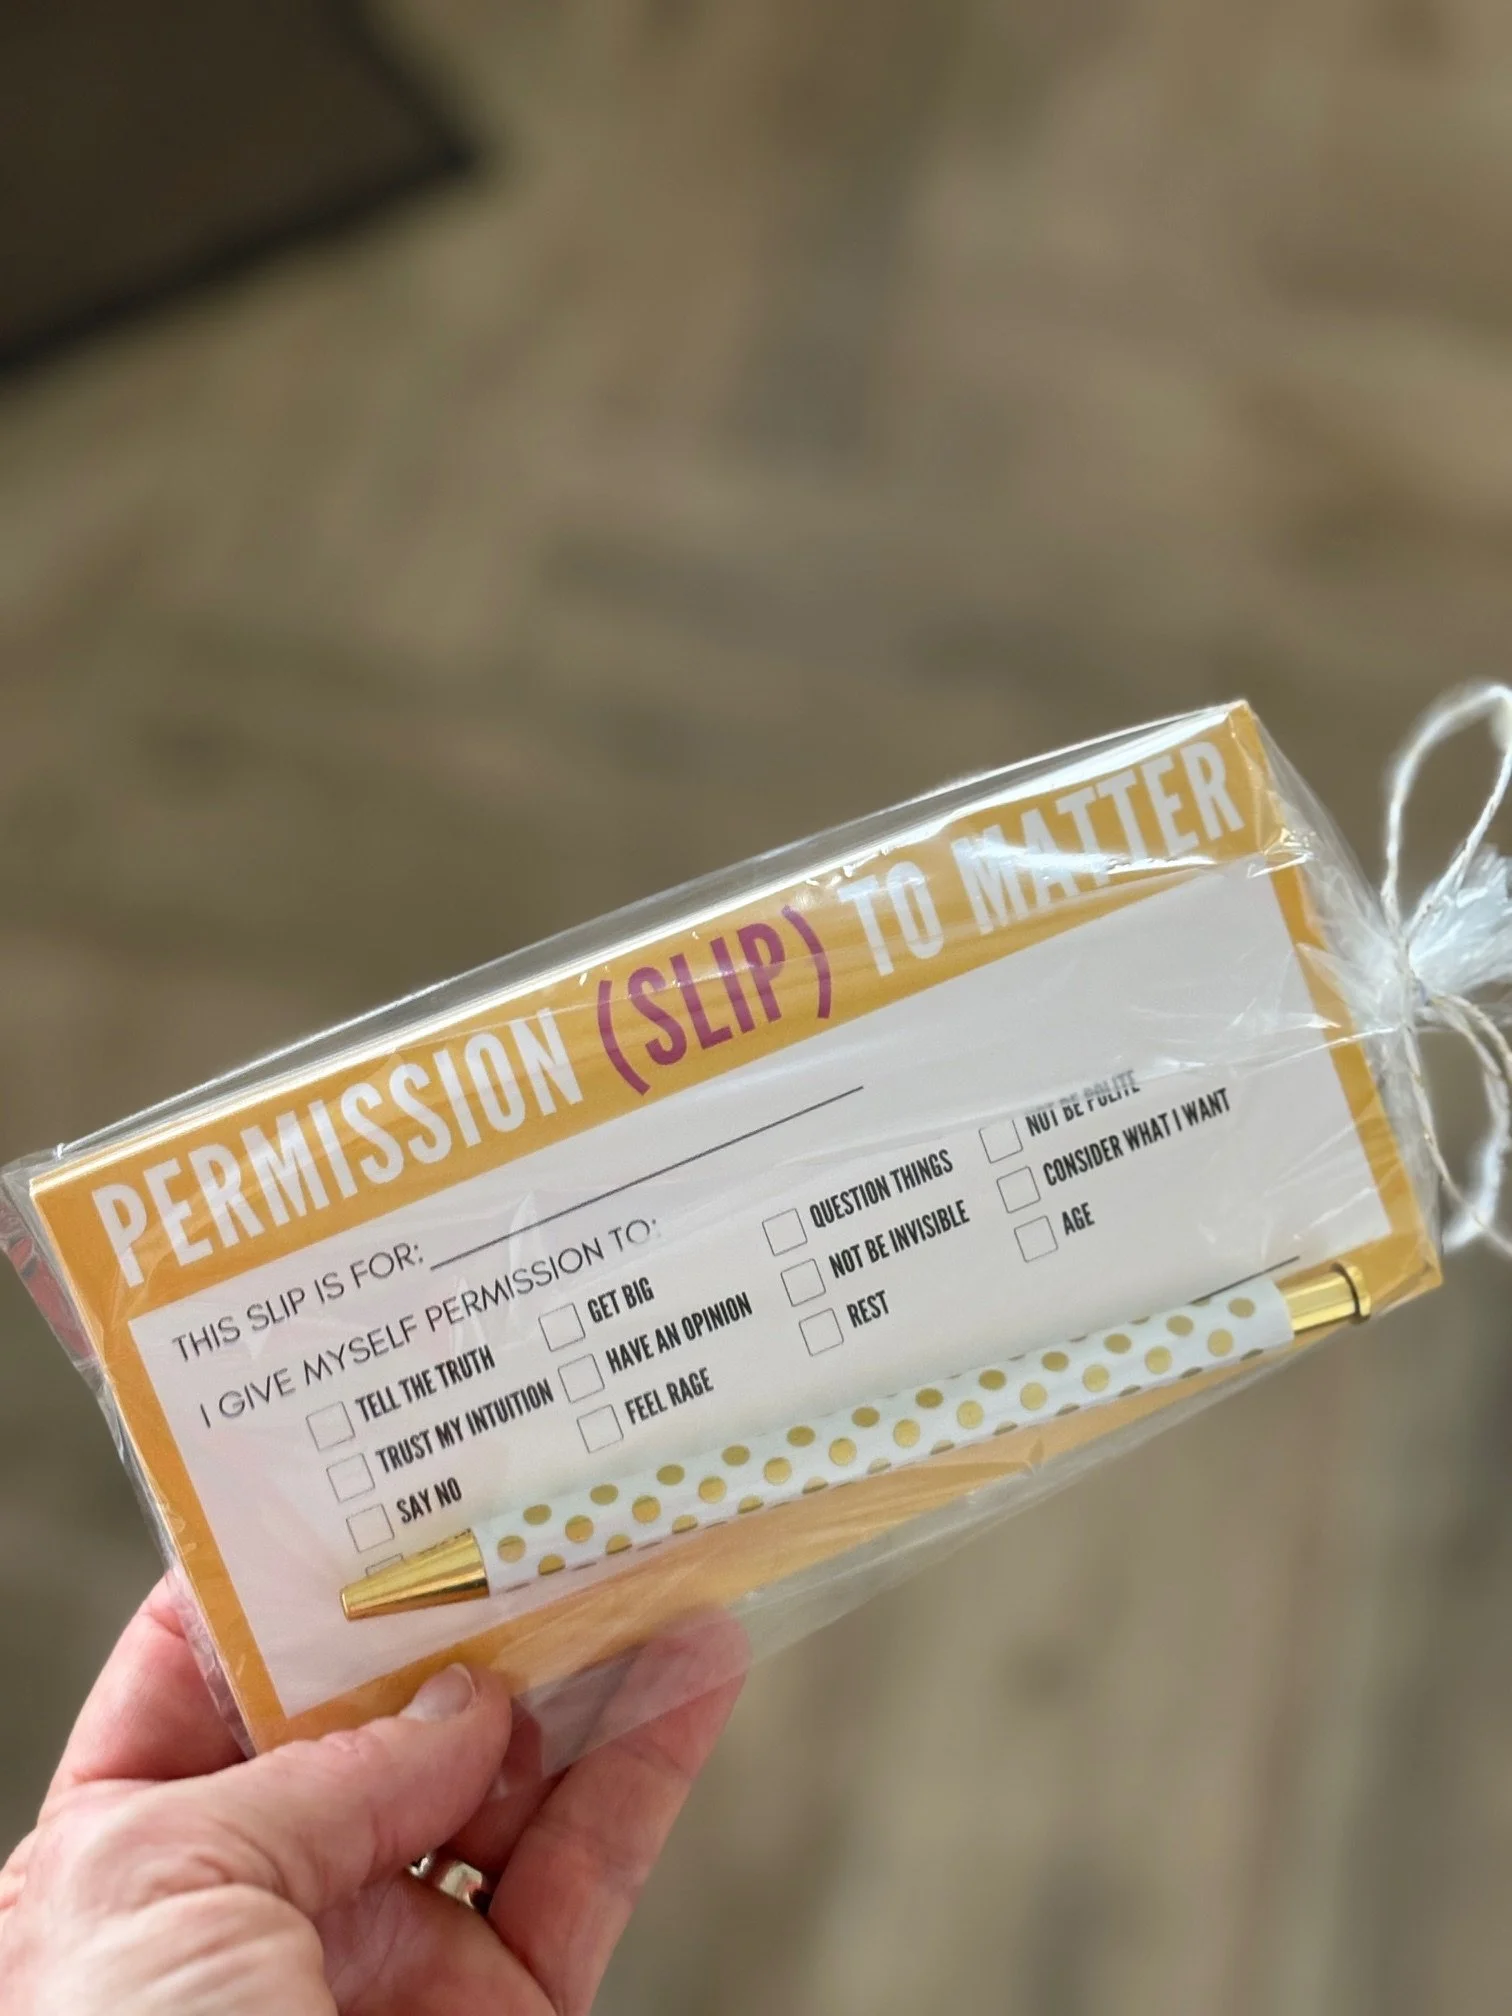 PERMISSION (SLIP) TO MATTER
THIS SLIP IS FOR:
I GIVE MYSELF PERMISSION TO:
TELL THE TRUTH
TRUST MY INTUITION
SAY NO
GET BIG
HAVE AN OPINION
FEEL RAGE
QUESTION THINGS
NOT BE INVISIBLE
REST
NOT BE POLITE
CONSIDER WHAT I WANT
AGE